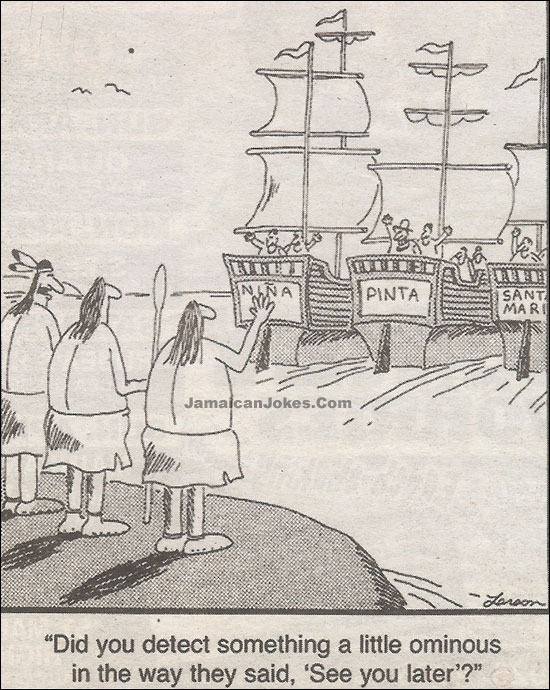 NIÑA
PINTA
SANTA
MARI
JamaicanJokes.Com
Larson
"Did you detect something a little ominous
in the way they said, 'See you later'?"